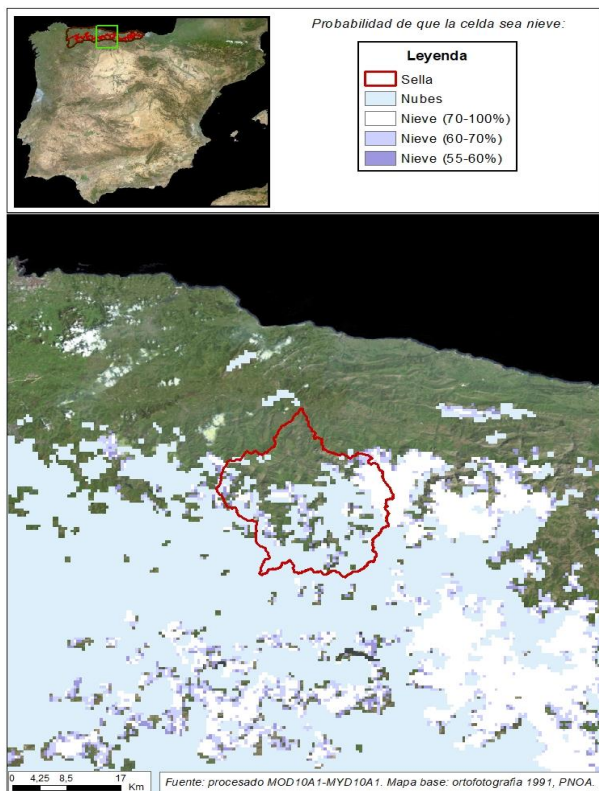 Probabilidad de que la celda sea nieve:
Leyenda
Sella
Nubes
Nieve (70-100%)
Nieve (60-70%)
Nieve (55-60%)
0 4,25 8,5 17
Km
Fuente: procesado MOD10A1-MYD10A1. Mapa base: ortofotografia 1991, PNOA.